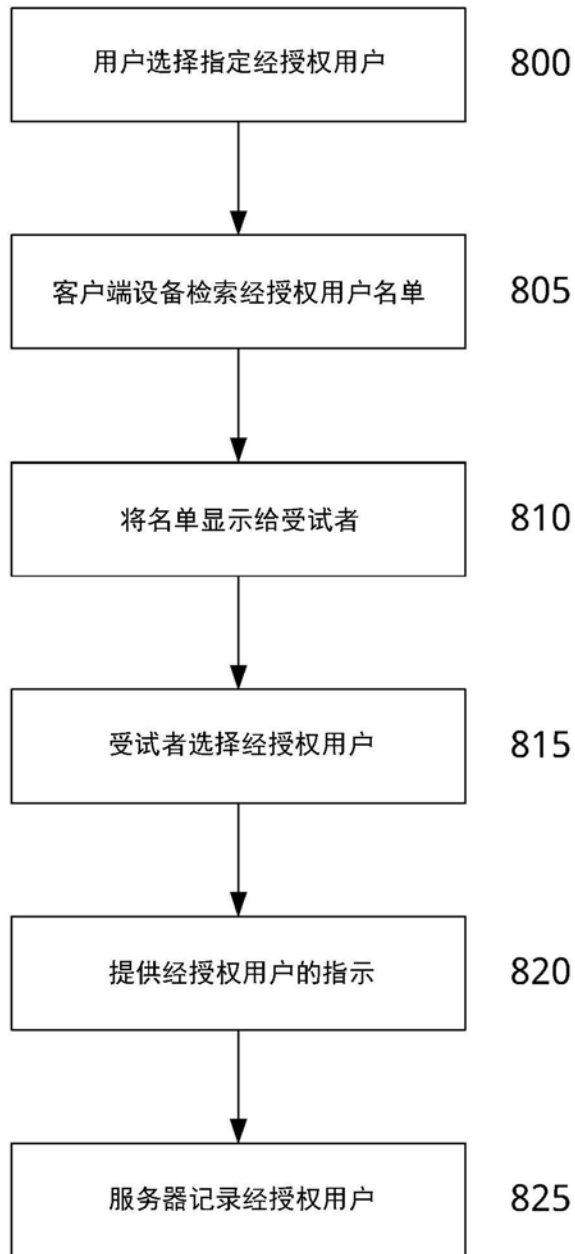 用户选择指定经授权用户 800
客户端设备检索经授权用户名单 805
将名单显示给受试者 810
受试者选择经授权用户 815
提供经授权用户的指示 820
服务器记录经授权用户 825